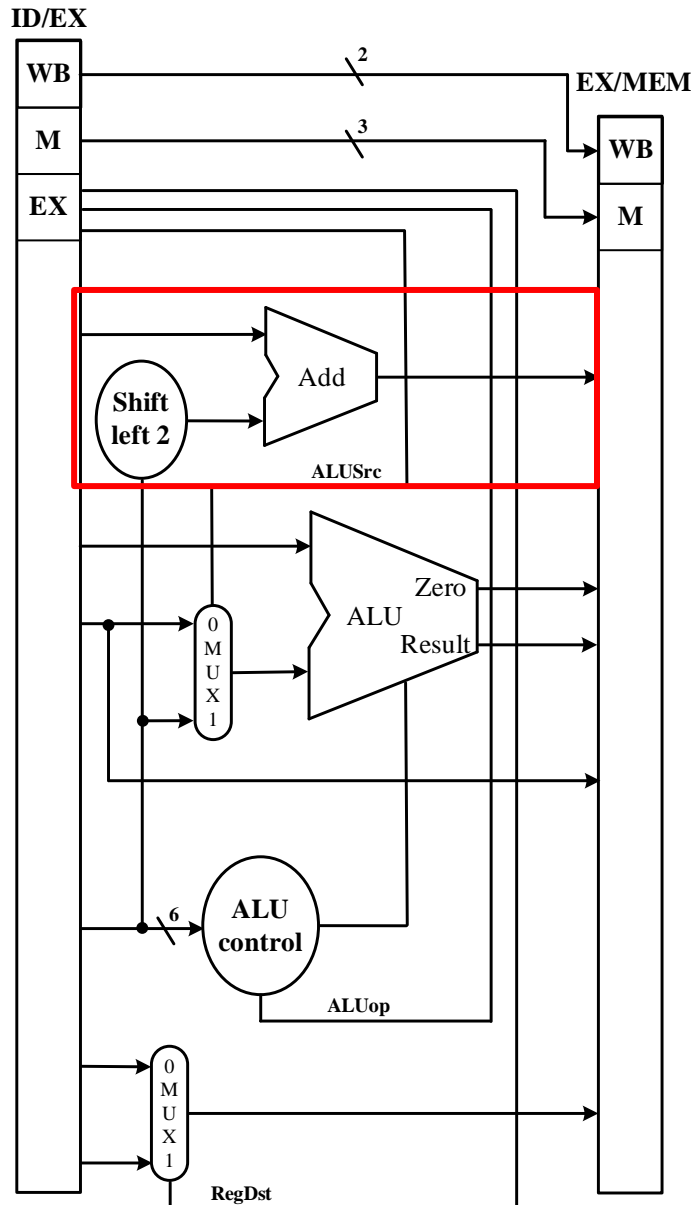 ID/EX
WB
2
EX/MEM
M
3
WB
EX
M
Add
Shift
left 2
ALUSrc
Zero
ALU
Result
0
M
U
X
1
6
ALU
control
ALUop
0
M
U
X
1
RegDst